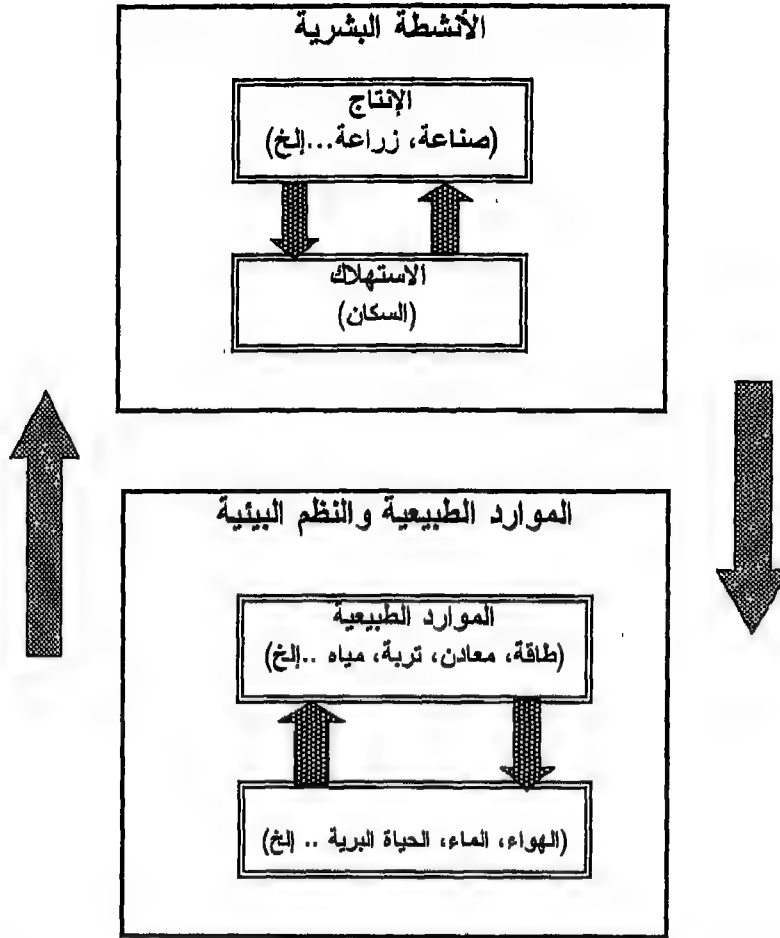 الأنشطة البشرية
الإنتاج
(صناعة، زراعة...إلخ)
الاستهلاك
(السكان)
الموارد الطبيعية والنظم البيئية
الموارد الطبيعية
(طاقة، معادن، تربة، مياه ..إلخ)
(الهواء، الماء، الحياة البرية .. إلخ)